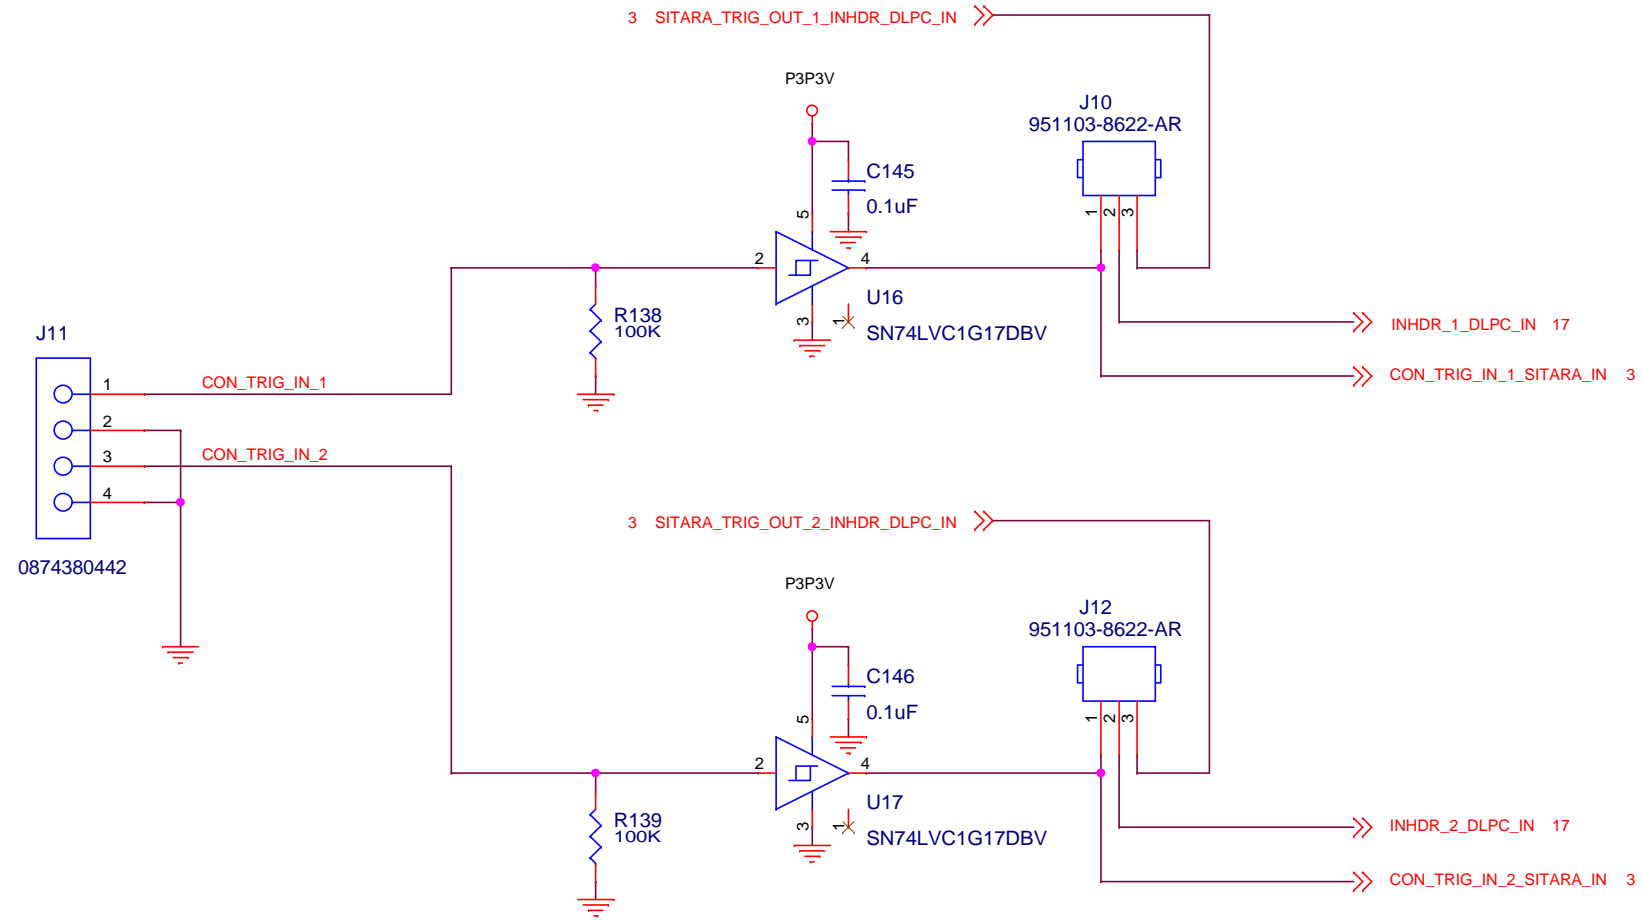 3 SITARA_TRIG_OUT_1_INHDR_DLPC_IN
P3P3V
J10
951103-8622-AR
C145
0.1uF
1
2
3
5
2
4
U16
3
1
SN74LVC1G17DBV
R138
100K
INHDR_1_DLPC_IN 17
CON_TRIG_IN_1_SITARA_IN 3
J11
1
CON_TRIG_IN_1
2
3
CON_TRIG_IN_2
4
0874380442
3 SITARA_TRIG_OUT_2_INHDR_DLPC_IN
P3P3V
J12
951103-8622-AR
C146
0.1uF
1
2
3
5
2
4
U17
3
1
SN74LVC1G17DBV
R139
100K
INHDR_2_DLPC_IN 17
CON_TRIG_IN_2_SITARA_IN 3